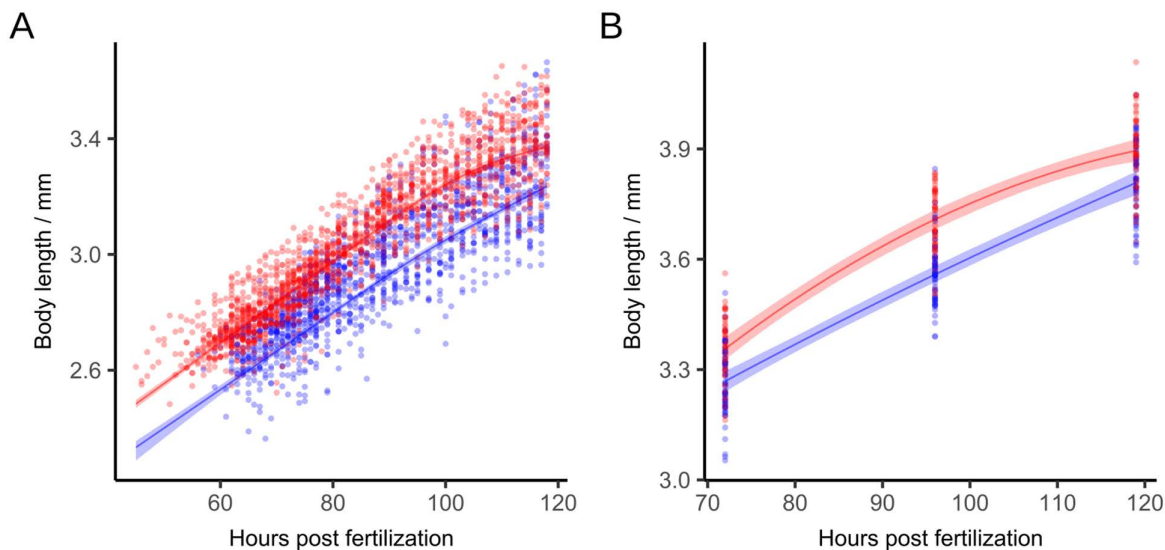 A
B
Body length / mm
3.4
3.0
2.6
60
80
100
120
Hours post fertilization
Body length / mm
3.9
3.6
3.3
3.0
70
80
90
100
110
120
Hours post fertilization